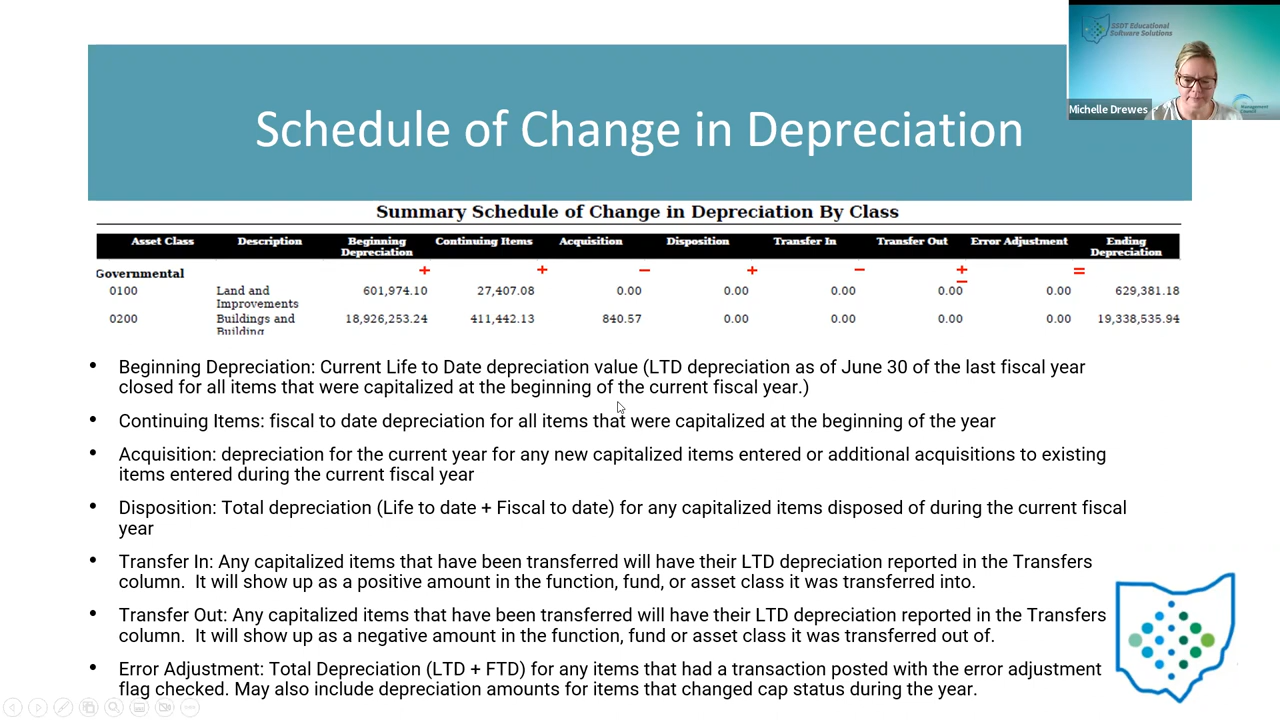 SSDT Educational
Software Solutions
Management
Council
Michelle Drewes
Schedule of Change in Depreciation
Summary Schedule of Change in Depreciation By Class
Asset Class Description Beginning Depreciation Continuing Items Acquisition Disposition Transfer In Transfer Out Error Adjustment Ending Depreciation
Governmental + + − + − + − =
0100 Land and Improvements 601,974.10 27,407.08 0.00 0.00 0.00 0.00 0.00 629,381.18
0200 Buildings and Building 18,926,253.24 411,442.13 840.57 0.00 0.00 0.00 0.00 19,338,535.94
• Beginning Depreciation: Current Life to Date depreciation value (LTD depreciation as of June 30 of the last fiscal year
closed for all items that were capitalized at the beginning of the current fiscal year.)
• Continuing Items: fiscal to date depreciation for all items that were capitalized at the beginning of the year
• Acquisition: depreciation for the current year for any new capitalized items entered or additional acquisitions to existing
items entered during the current fiscal year
• Disposition: Total depreciation (Life to date + Fiscal to date) for any capitalized items disposed of during the current fiscal
year
• Transfer In: Any capitalized items that have been transferred will have their LTD depreciation reported in the Transfers
column. It will show up as a positive amount in the function, fund, or asset class it was transferred into.
• Transfer Out: Any capitalized items that have been transferred will have their LTD depreciation reported in the Transfers
column. It will show up as a negative amount in the function, fund or asset class it was transferred out of.
• Error Adjustment: Total Depreciation (LTD + FTD) for any items that had a transaction posted with the error adjustment
flag checked. May also include depreciation amounts for items that changed cap status during the year.